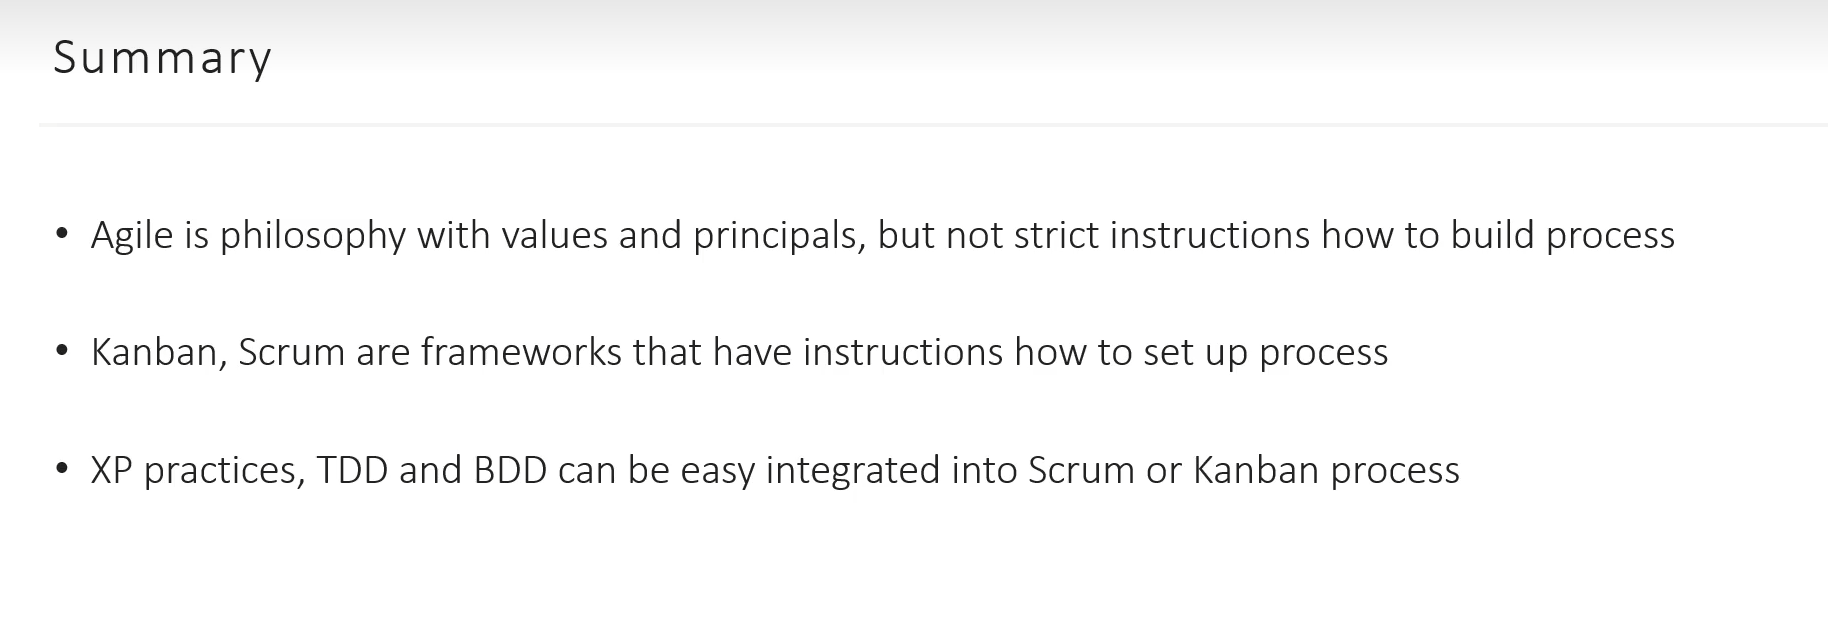 Summary
• Agile is philosophy with values and principals, but not strict instructions how to build process
• Kanban, Scrum are frameworks that have instructions how to set up process
• XP practices, TDD and BDD can be easy integrated into Scrum or Kanban process